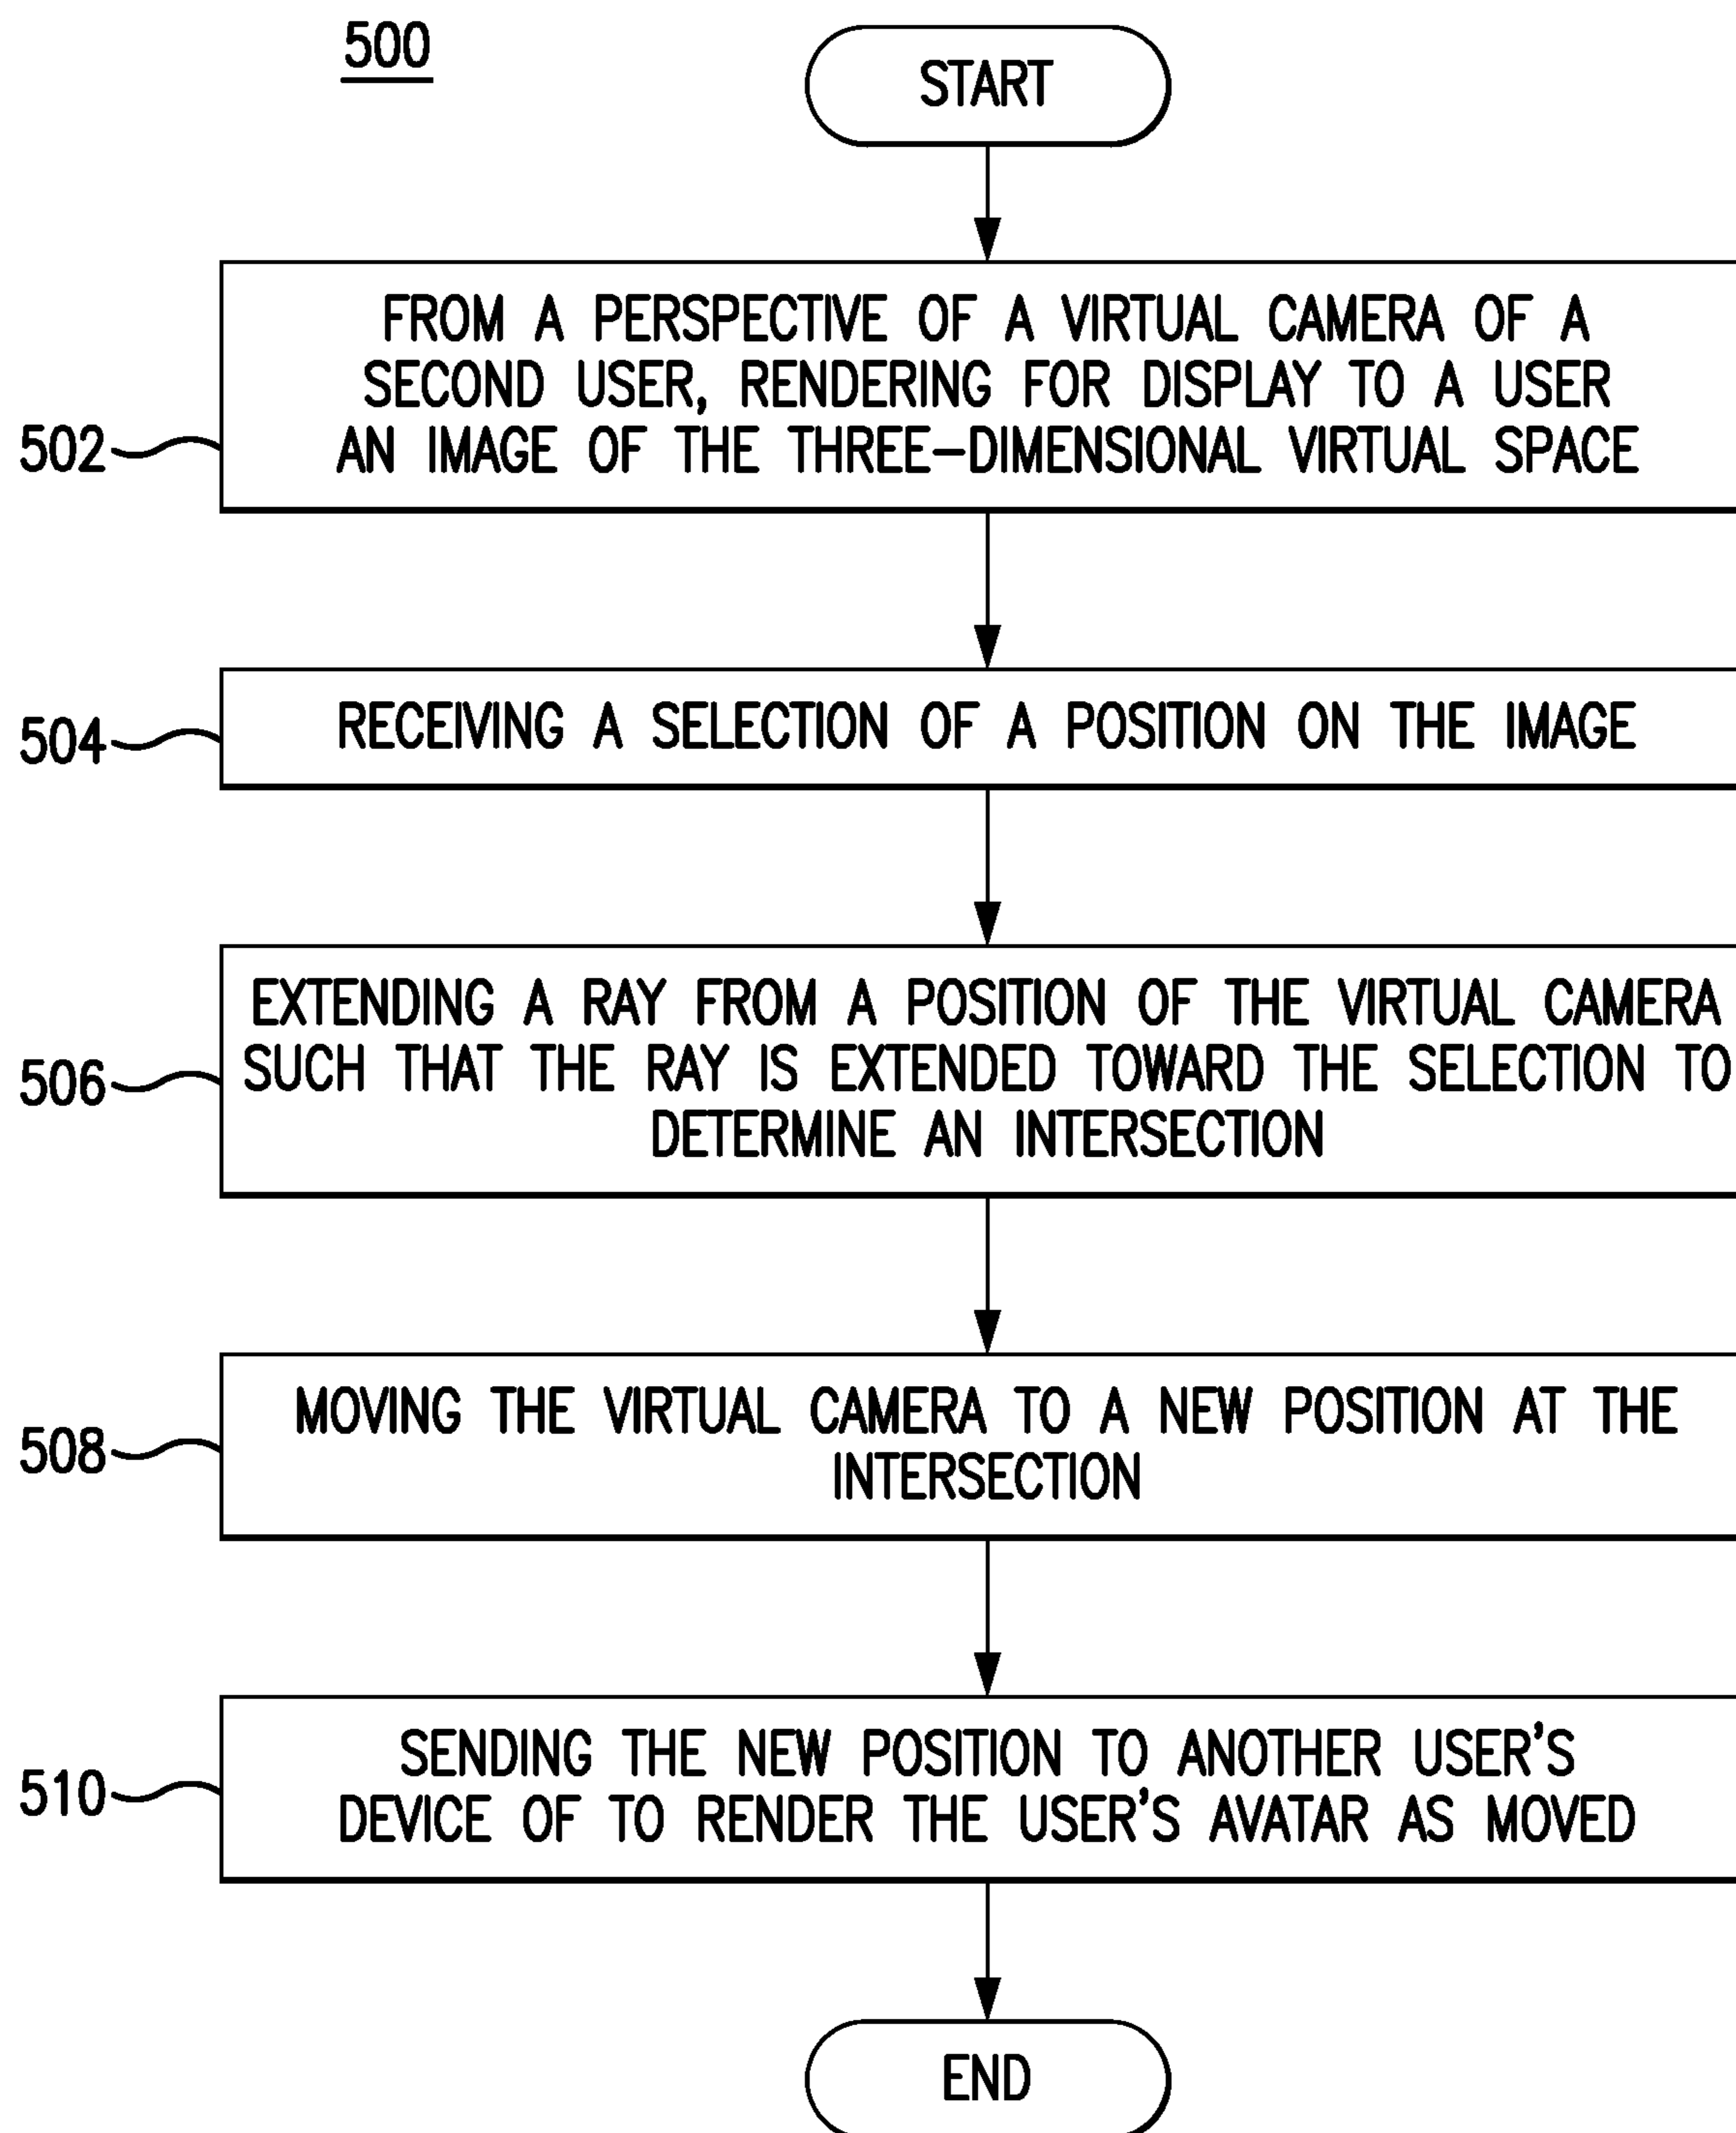 500
START
FROM A PERSPECTIVE OF A VIRTUAL CAMERA OF A
SECOND USER, RENDERING FOR DISPLAY TO A USER
AN IMAGE OF THE THREE-DIMENSIONAL VIRTUAL SPACE
502
504
RECEIVING A SELECTION OF A POSITION ON THE IMAGE
EXTENDING A RAY FROM A POSITION OF THE VIRTUAL CAMERA
SUCH THAT THE RAY IS EXTENDED TOWARD THE SELECTION TO
DETERMINE AN INTERSECTION
506
MOVING THE VIRTUAL CAMERA TO A NEW POSITION AT THE
INTERSECTION
508
SENDING THE NEW POSITION TO ANOTHER USER'S
DEVICE OF TO RENDER THE USER'S AVATAR AS MOVED
510
END